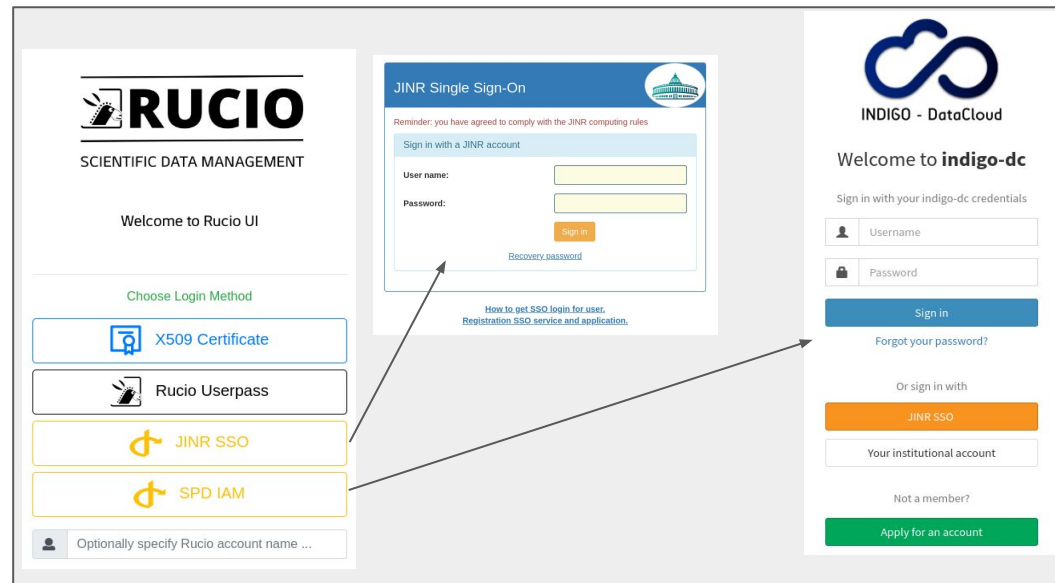 RUCIO
SCIENTIFIC DATA MANAGEMENT
Welcome to Rucio UI
Choose Login Method
X509 Certificate
Rucio Userpass
JINR SSO
SPD IAM
Optionally specify Rucio account name ...
JINR Single Sign-On
Reminder: you have agreed to comply with the JINR computing rules
Sign in with a JINR account
User name:
Password:
Sign in
Recovery password
How to get SSO login for user.
Registration SSO service and application.
INDIGO - DataCloud
Welcome to indigo-dc
Sign in with your indigo-dc credentials
Username
Password
Sign in
Forgot your password?
Or sign in with
JINR SSO
Your institutional account
Not a member?
Apply for an account